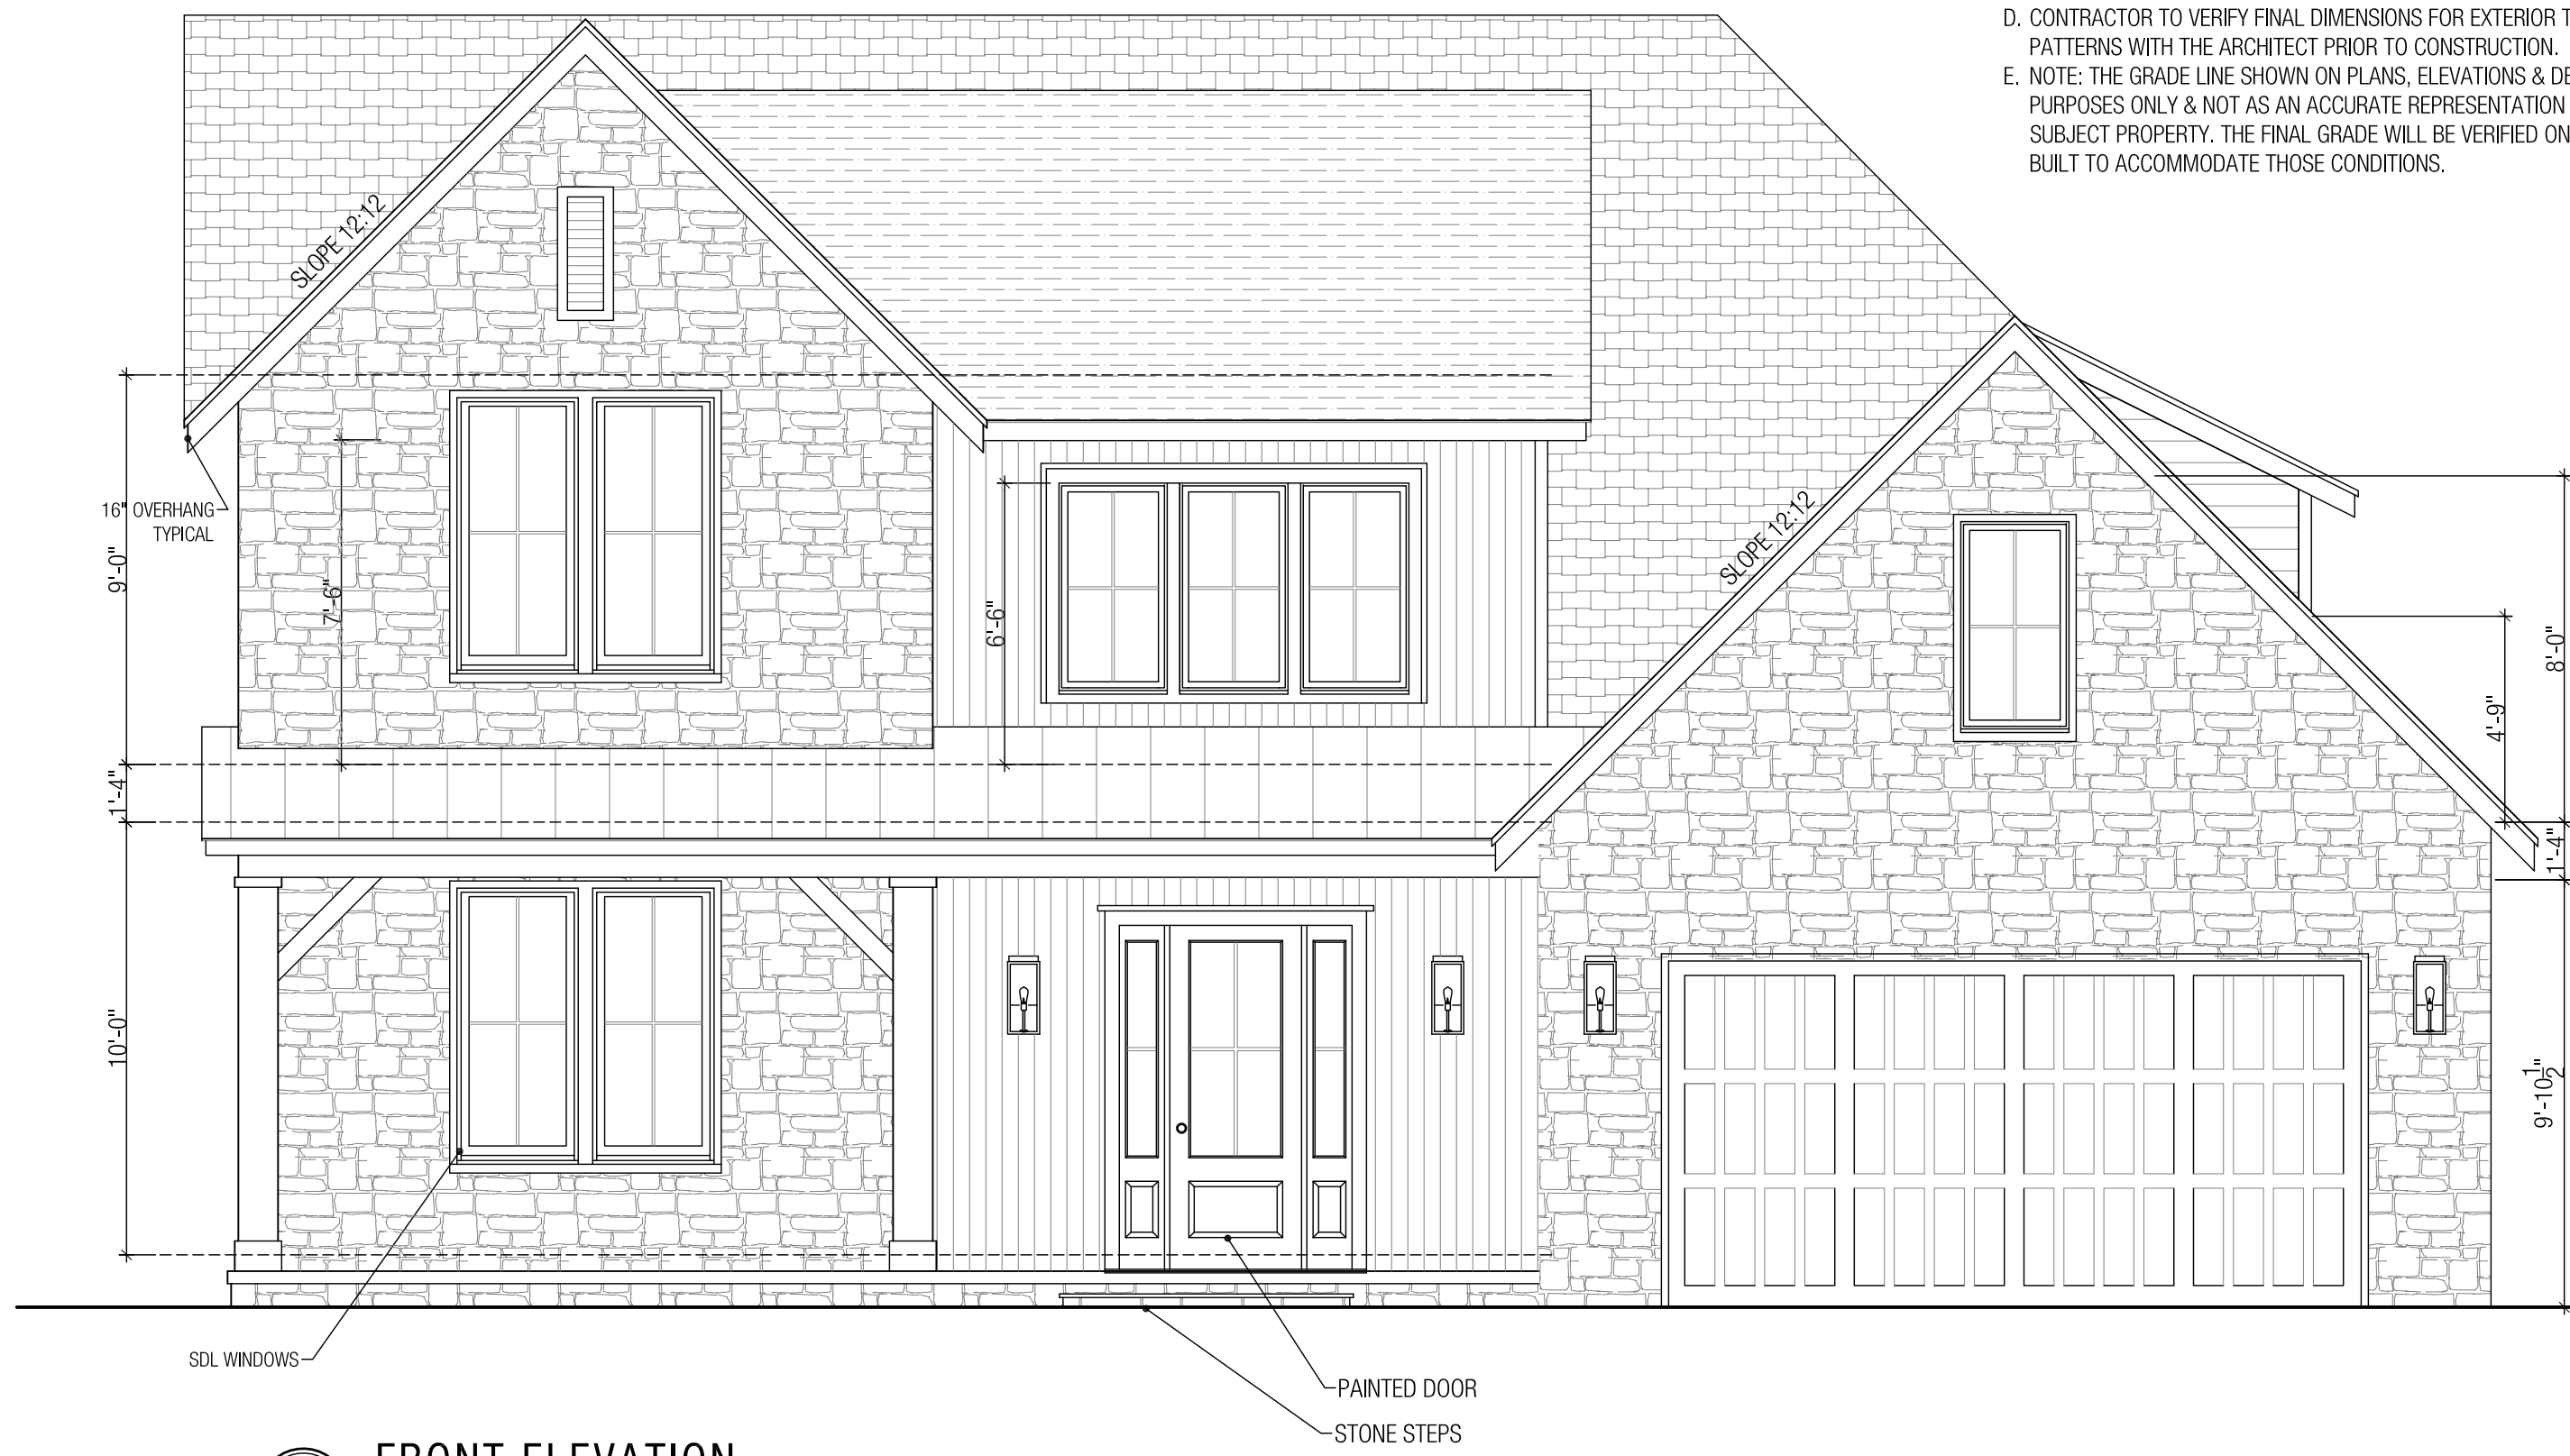 D. CONTRACTOR TO VERIFY FINAL DIMENSIONS FOR EXTERIOR
PATTERNS WITH THE ARCHITECT PRIOR TO CONSTRUCTION.
E. NOTE: THE GRADE LINE SHOWN ON PLANS, ELEVATIONS &
PURPOSES ONLY & NOT AS AN ACCURATE REPRESENTATION
SUBJECT PROPERTY. THE FINAL GRADE WILL BE VERIFIED ON
BUILT TO ACCOMMODATE THOSE CONDITIONS.
SLOPE 12:12
16" OVERHANG
TYPICAL
9'-0"
7'-6"
6'-6"
SLOPE 12:12
8'-0"
4'-9"
1'-4"
1'-4"
10'-0"
9'-10 1/2"
SDL WINDOWS
PAINTED DOOR
STONE STEPS
FRONT ELEVATION